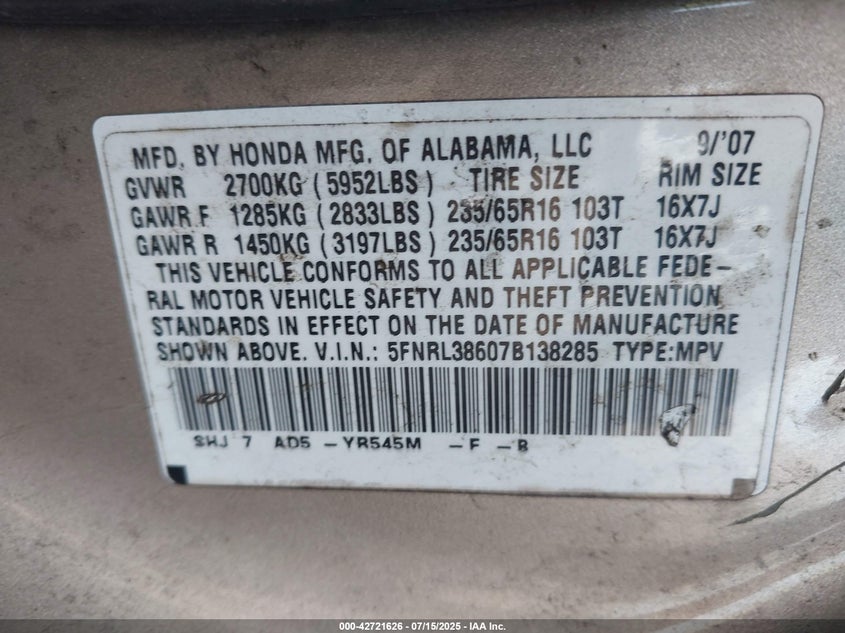 MFD. BY HONDA MFG. OF ALABAMA, LLC 9/'07
GVWR 2700KG (5952LBS) TIRE SIZE RIM SIZE
GAWR F 1285KG (2833LBS) 235/65R16 103T 16X7J
GAWR R 1450KG (3197LBS) 235/65R16 103T 16X7J
THIS VEHICLE CONFORMS TO ALL APPLICABLE FEDE-
RAL MOTOR VEHICLE SAFETY AND THEFT PREVENTION
STANDARDS IN EFFECT ON THE DATE OF MANUFACTURE
SHOWN ABOVE. V.I.N.: 5FNRL38607B138285 TYPE:MPV
SHJ 7 AD5 -YR545M -F -B
000-42721626 - 07/15/2025 - IAA Inc.